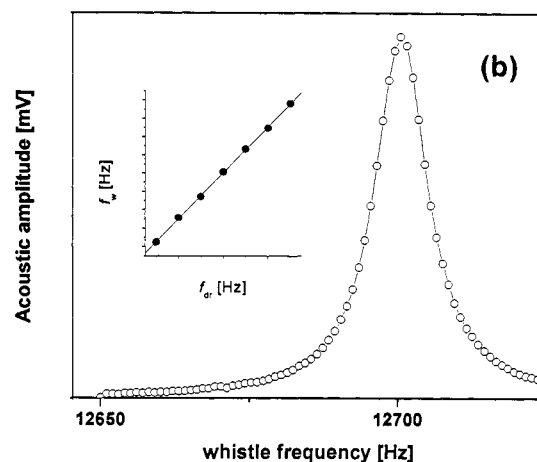 (b)
Acoustic amplitude [mV]
f_w [Hz]
f_dr [Hz]
12650
12700
whistle frequency [Hz]